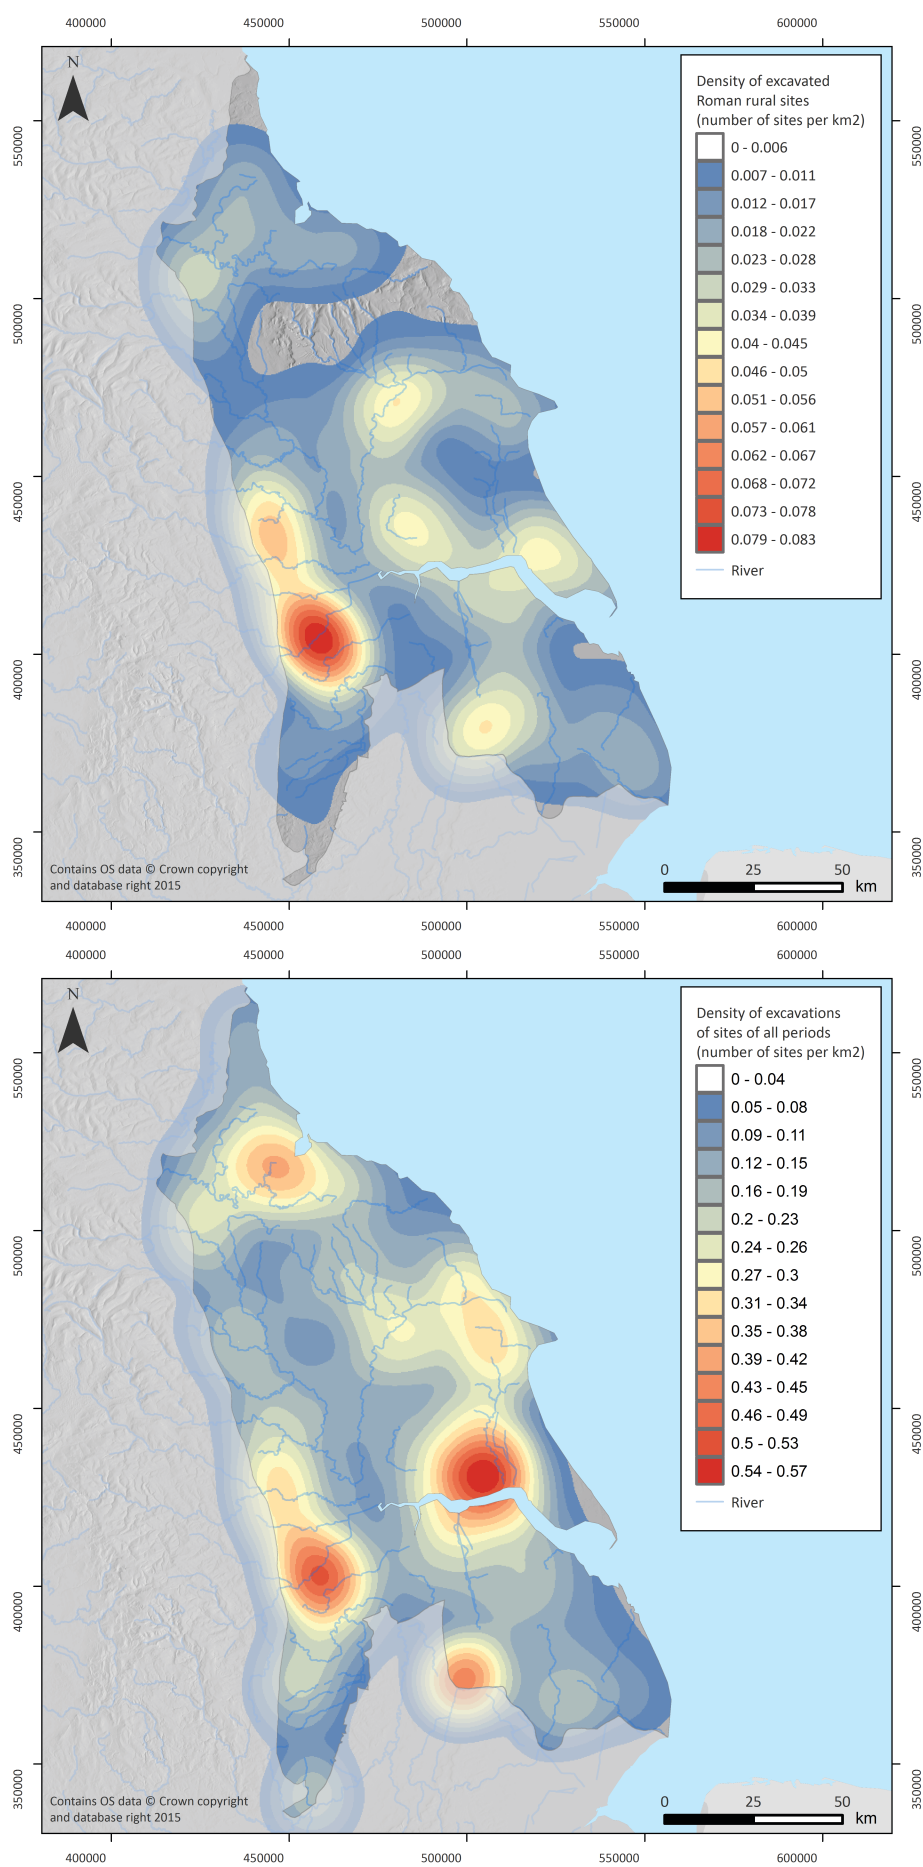 400000 450000 500000 550000 600000
N
Density of excavated
Roman rural sites
(number of sites per km2)
0 - 0.006
0.007 - 0.011
0.012 - 0.017
0.018 - 0.022
0.023 - 0.028
0.029 - 0.033
0.034 - 0.039
0.04 - 0.045
0.046 - 0.05
0.051 - 0.056
0.057 - 0.061
0.062 - 0.067
0.068 - 0.072
0.073 - 0.078
0.079 - 0.083
River
550000 550000
500000 500000
450000 450000
400000 400000
350000 350000
Contains OS data © Crown copyright
and database right 2015
0 25 50
km
400000 450000 500000 550000 600000
400000 450000 500000 550000 600000
N
Density of excavations
of sites of all periods
(number of sites per km2)
0 - 0.04
0.05 - 0.08
0.09 - 0.11
0.12 - 0.15
0.16 - 0.19
0.2 - 0.23
0.24 - 0.26
0.27 - 0.3
0.31 - 0.34
0.35 - 0.38
0.39 - 0.42
0.43 - 0.45
0.46 - 0.49
0.5 - 0.53
0.54 - 0.57
River
550000 550000
500000 500000
450000 450000
400000 400000
350000 350000
Contains OS data © Crown copyright
and database right 2015
0 25 50
km
400000 450000 500000 550000 600000